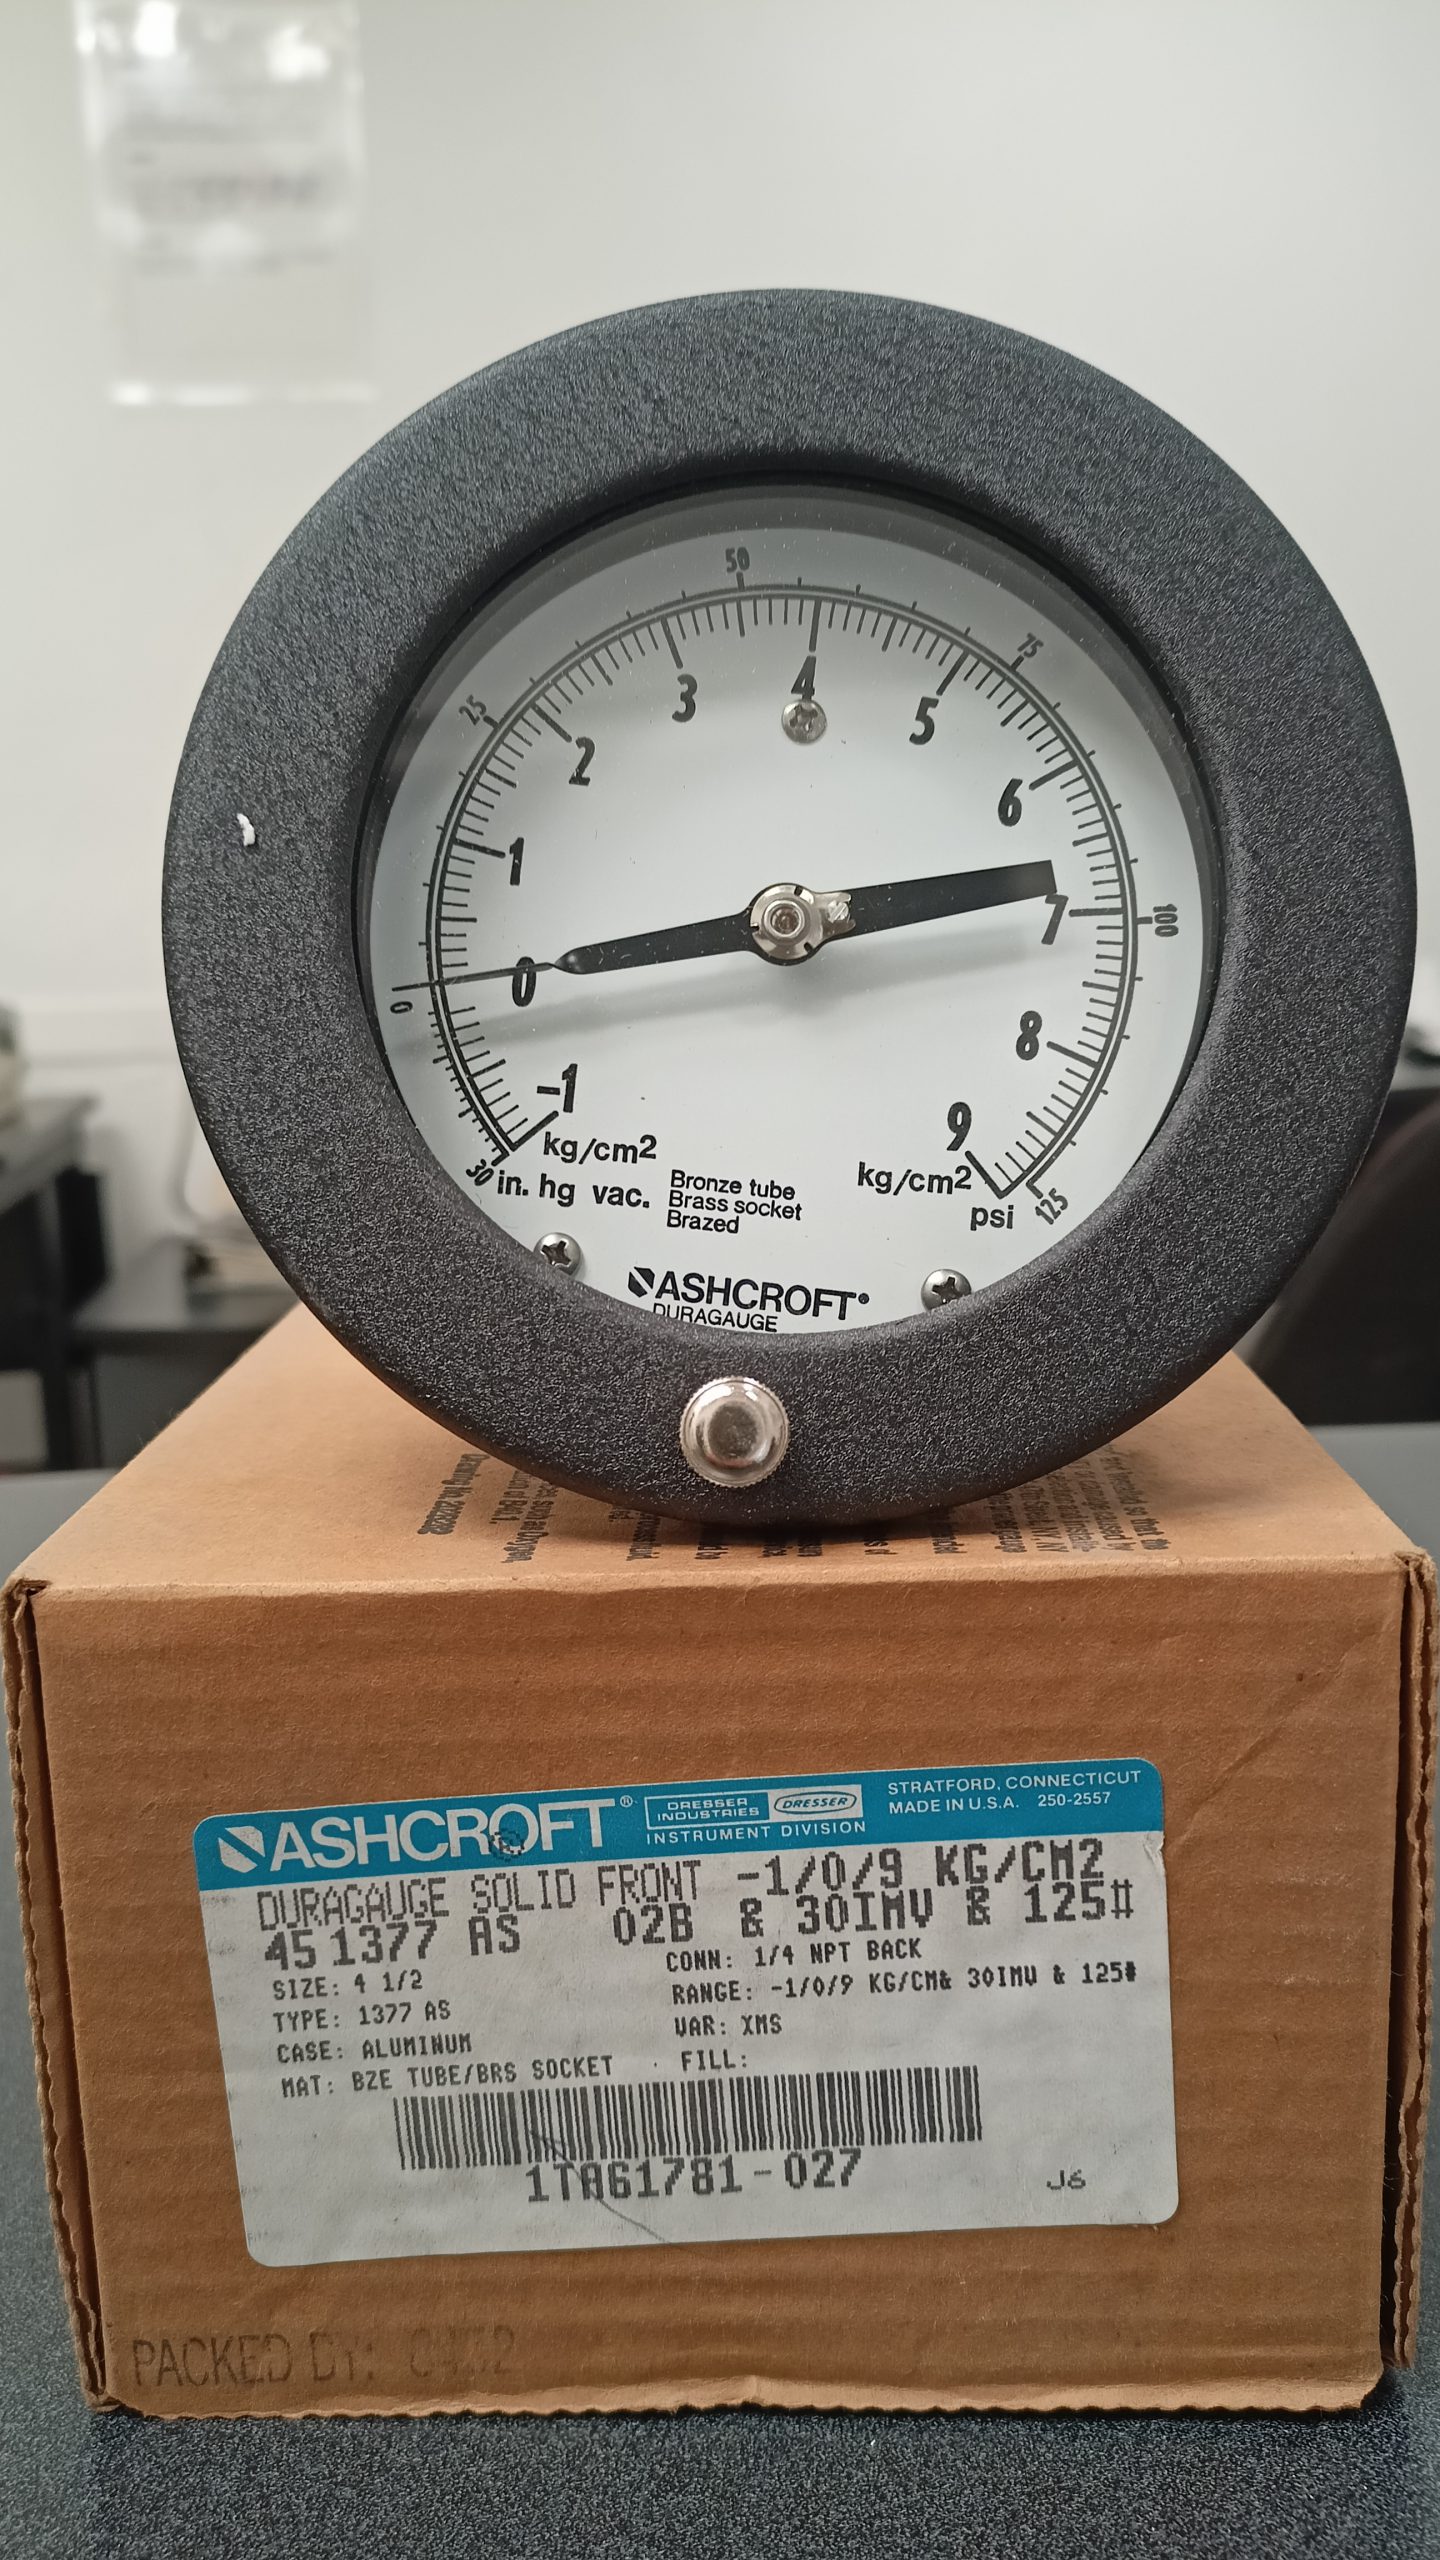 50
75
25
100
0
125
30
4
3
5
2
6
1
7
0
8
-1
9
kg/cm2
in. hg vac.
Bronze tube
Brass socket
Brazed
kg/cm2
psi
ASHCROFT®
DURAGAUGE
ASHCROFT®
DRESSER INDUSTRIES
DRESSER
INSTRUMENT DIVISION
STRATFORD, CONNECTICUT
MADE IN U.S.A. 250-2557
DURAGAUGE SOLID FRONT -1/0/9 KG/CM2
45 1377 AS 02B & 30IMV & 125#
SIZE: 4 1/2
CONN: 1/4 NPT BACK
TYPE: 1377 AS
RANGE: -1/0/9 KG/CM& 30IMV & 125#
CASE: ALUMINUM
VAR: XMS
MAT: BZE TUBE/BRS SOCKET
FILL:
1TA61781-027
J6
PACKED BY: